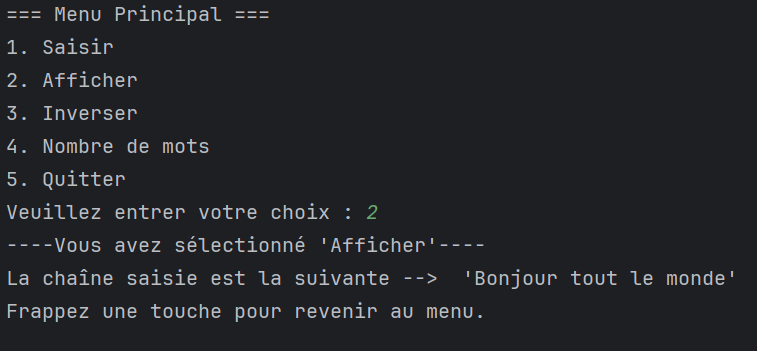 === Menu Principal ===
1. Saisir
2. Afficher
3. Inverser
4. Nombre de mots
5. Quitter
Veuillez entrer votre choix : 2
----Vous avez sélectionné 'Afficher'----
La chaîne saisie est la suivante -->  'Bonjour tout le monde'
Frappez une touche pour revenir au menu.